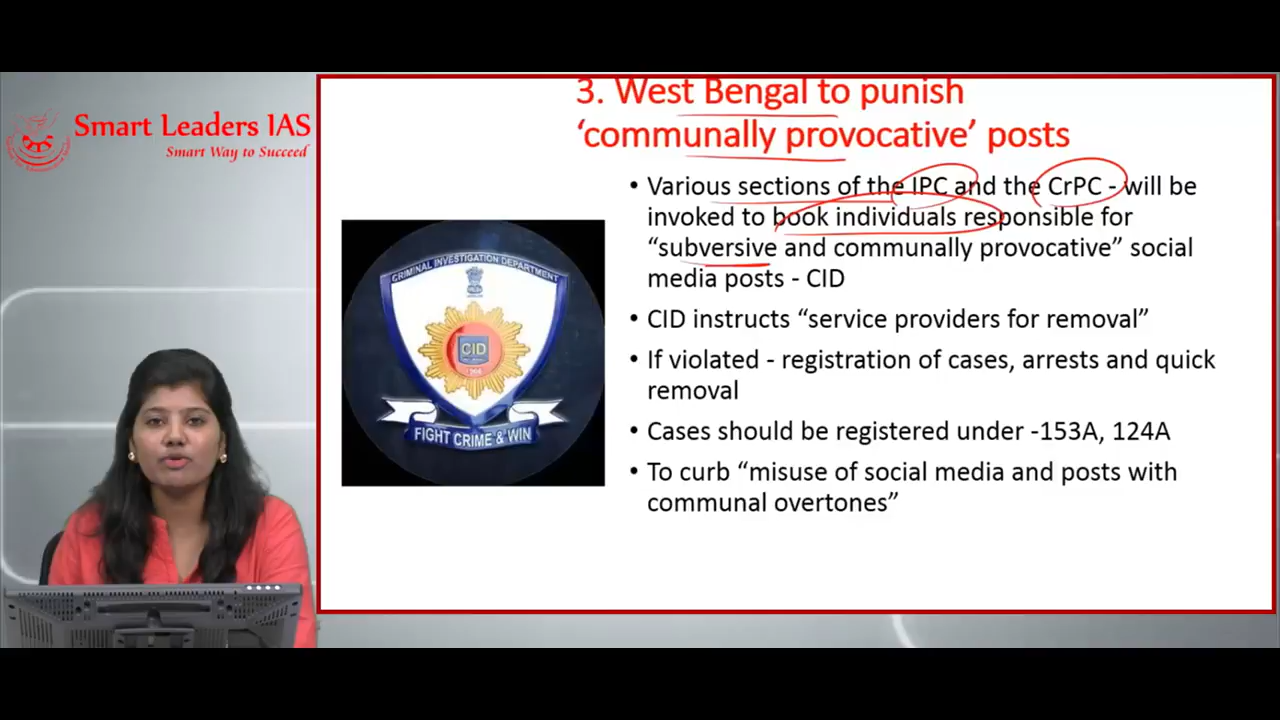 Smart Leaders IAS
Smart Way to Succeed
3. West Bengal to punish
‘communally provocative’ posts
• Various sections of the IPC and the CrPC - will be
invoked to book individuals responsible for
“subversive and communally provocative” social
media posts - CID
• CID instructs “service providers for removal”
• If violated - registration of cases, arrests and quick
removal
• Cases should be registered under -153A, 124A
• To curb “misuse of social media and posts with
communal overtones”
CRIMINAL INVESTIGATION DEPARTMENT
CID
FIGHT CRIME & WIN